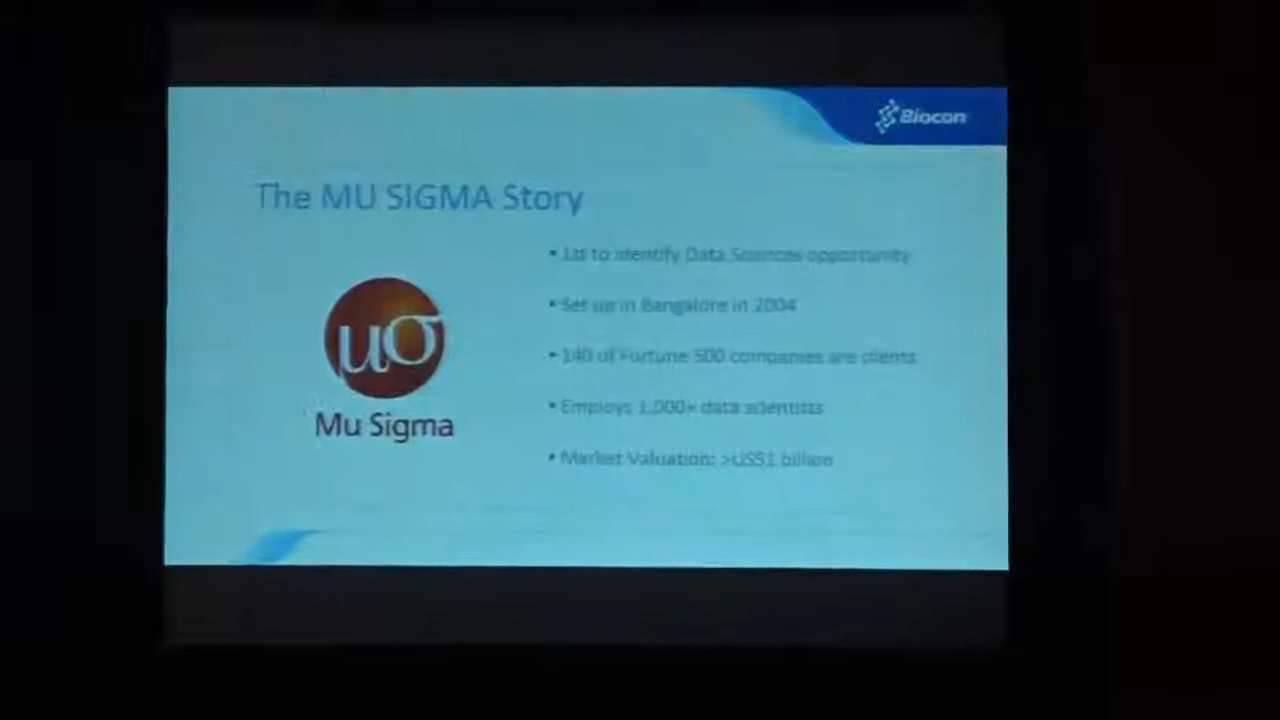 Biocon
The MU SIGMA Story
• 1st to identify Data Sciences opportunity
• Set up in Bangalore in 2004
• 140 of Fortune 500 companies are clients
• Employs 1,000+ data scientists
• Market Valuation: >US$1 billion
μσ
Mu Sigma